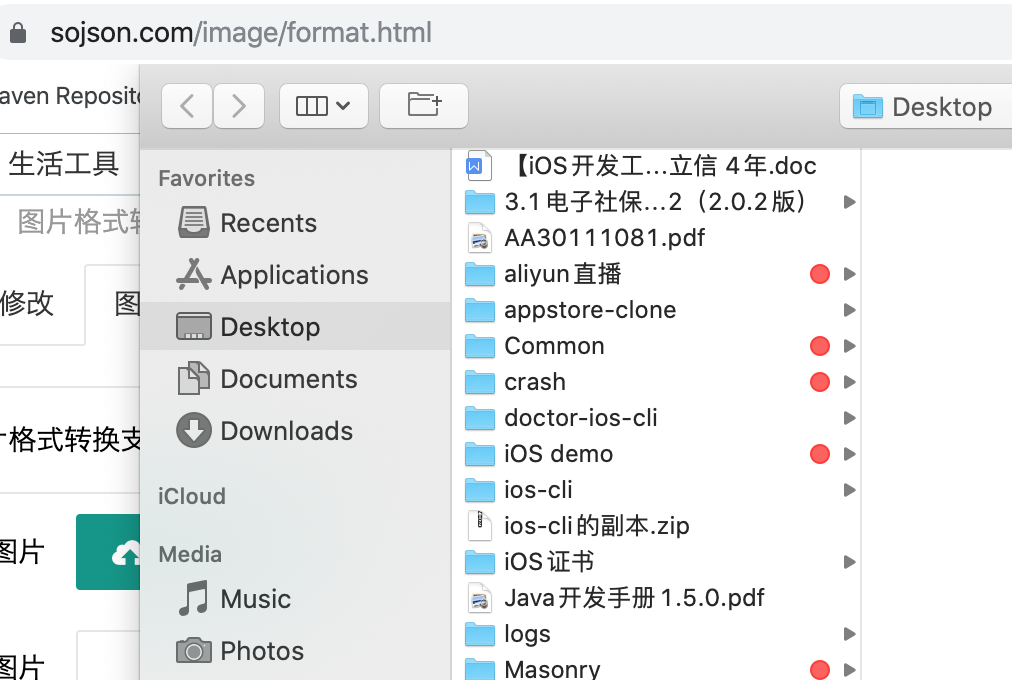 sojson.com/image/format.html
aven Reposito
Desktop
生活工具
图片格式转
修改
图
格式转换支
图片
图片
Favorites
Recents
Applications
Desktop
Documents
Downloads
iCloud
Media
Music
Photos
【iOS开发工...立信 4年.doc
3.1电子社保...2（2.0.2版）
AA30111081.pdf
aliyun直播
appstore-clone
Common
crash
doctor-ios-cli
iOS demo
ios-cli
ios-cli的副本.zip
iOS证书
Java开发手册1.5.0.pdf
logs
Masonry